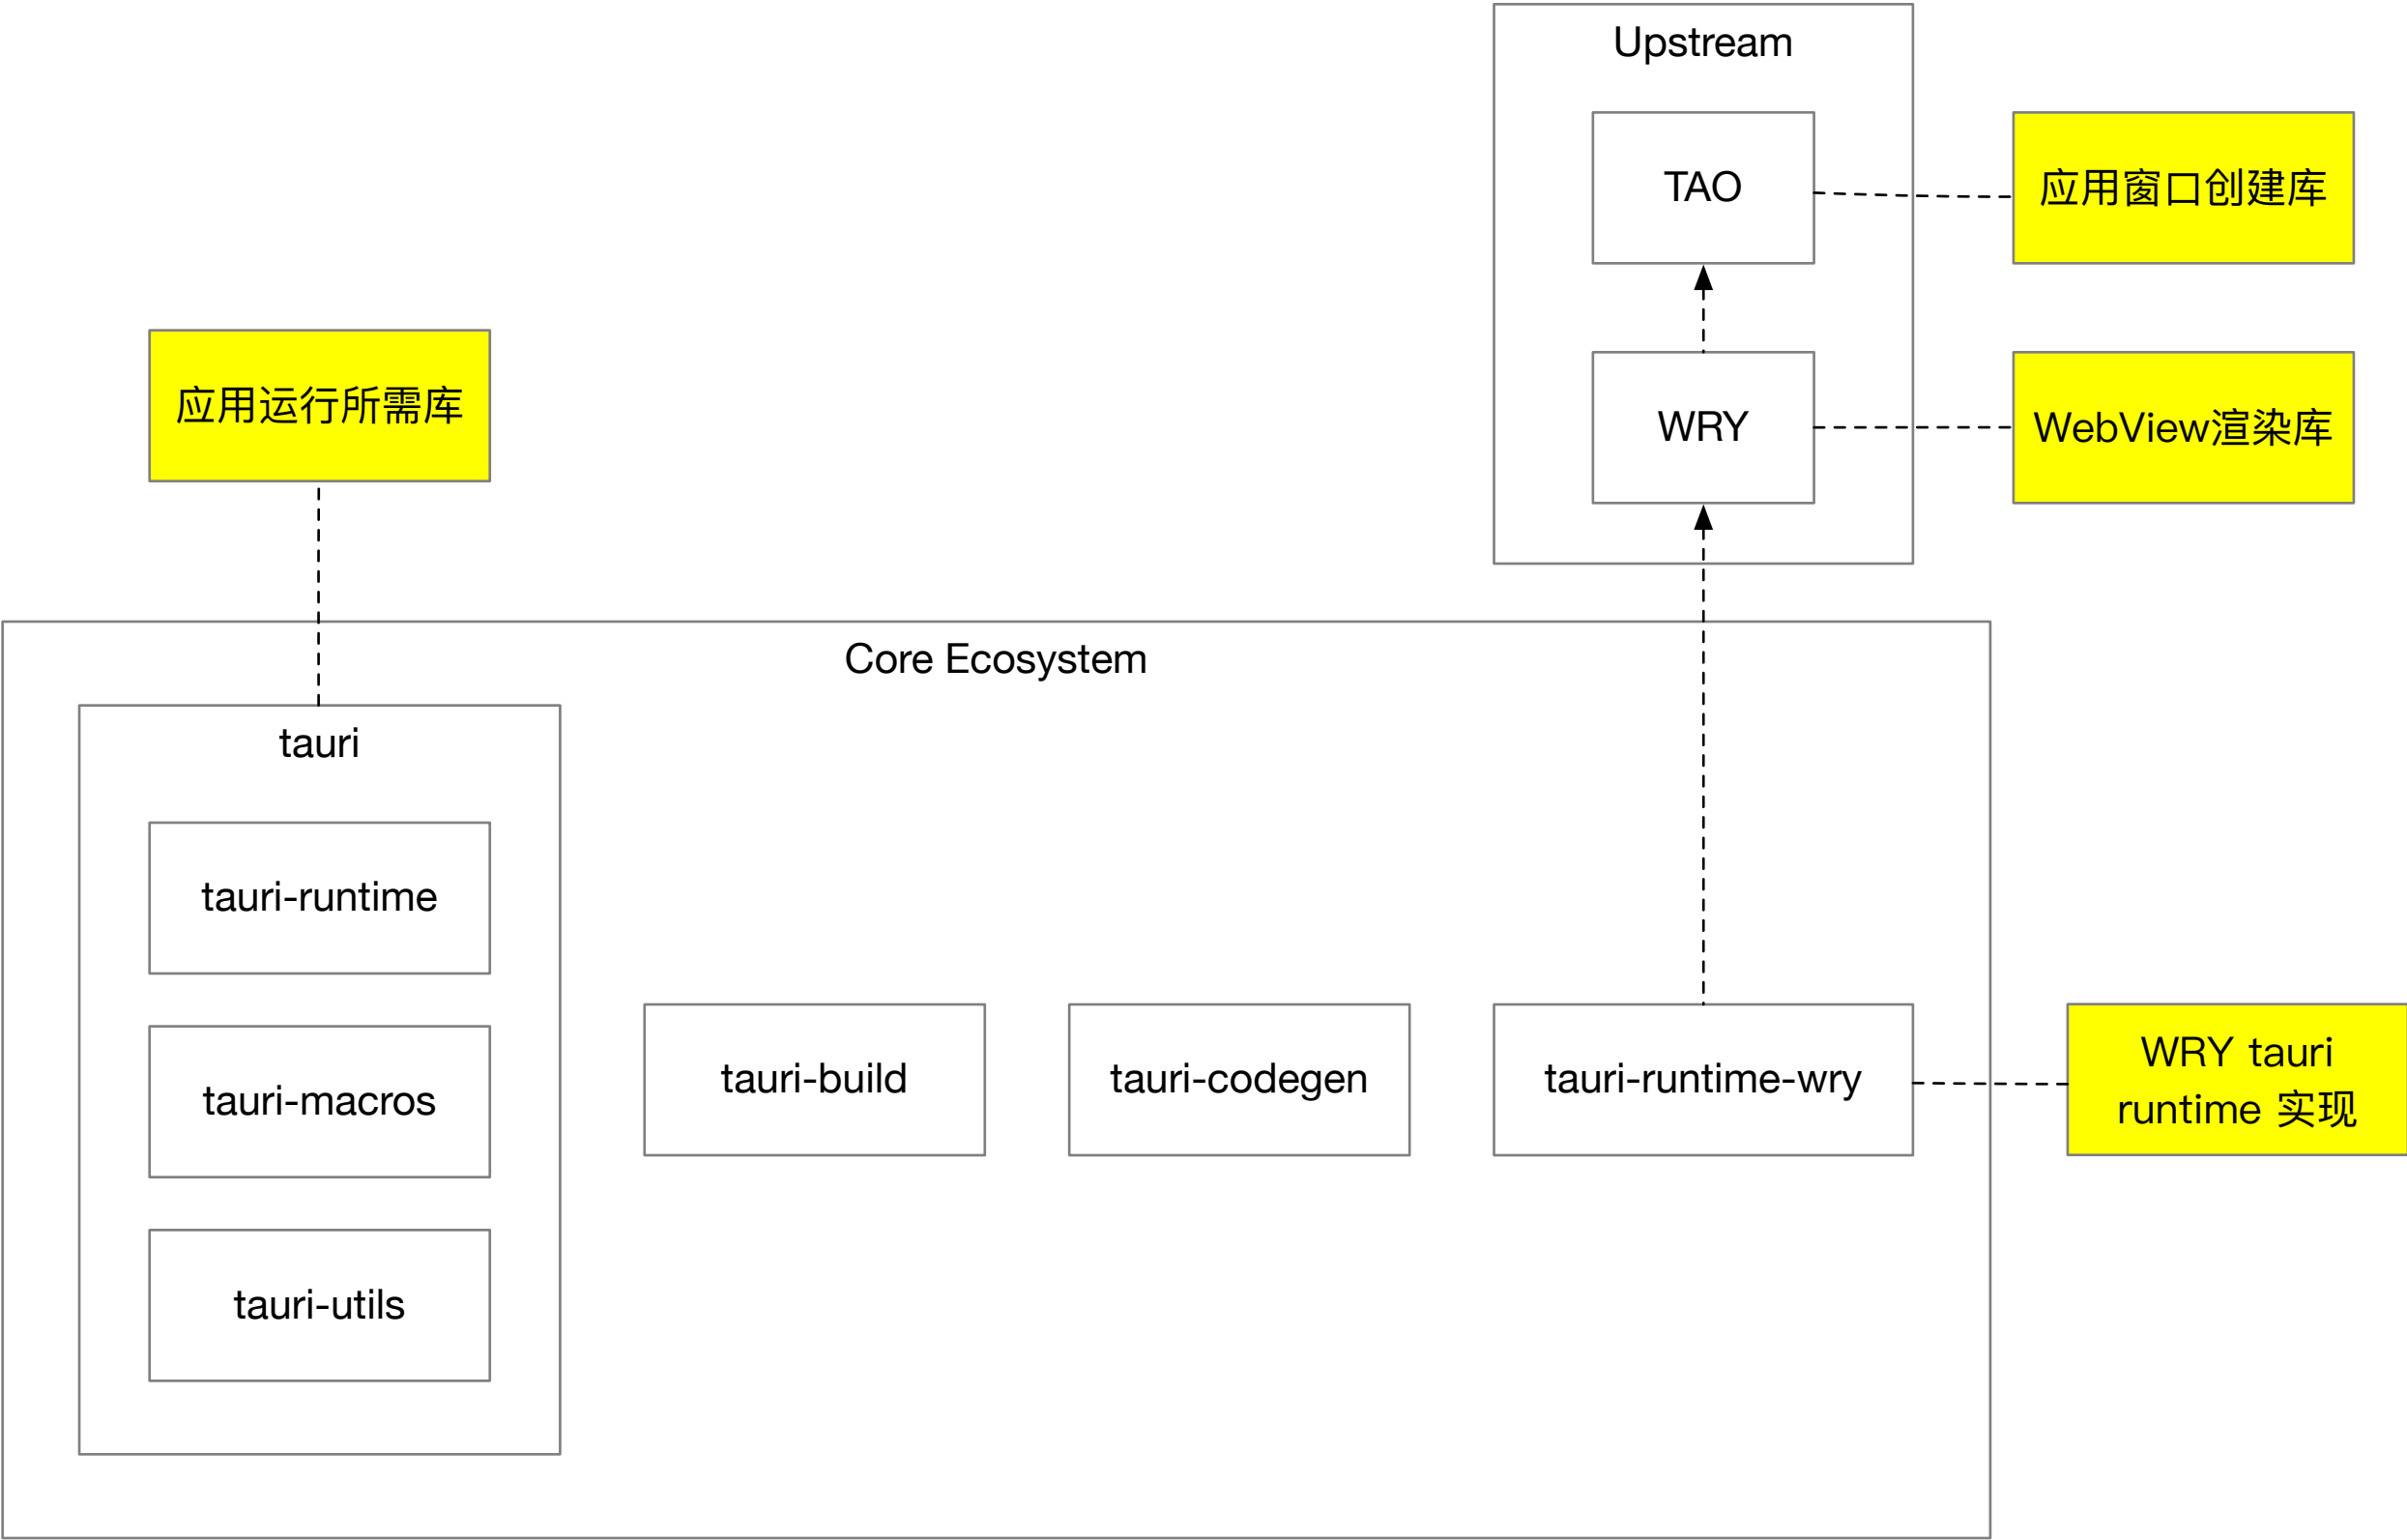 Upstream
TAO
应用窗口创建库
应用运行所需库
WRY
WebView渲染库
Core Ecosystem
tauri
tauri-runtime
tauri-macros
tauri-utils
tauri-build
tauri-codegen
tauri-runtime-wry
WRY tauri
runtime 实现